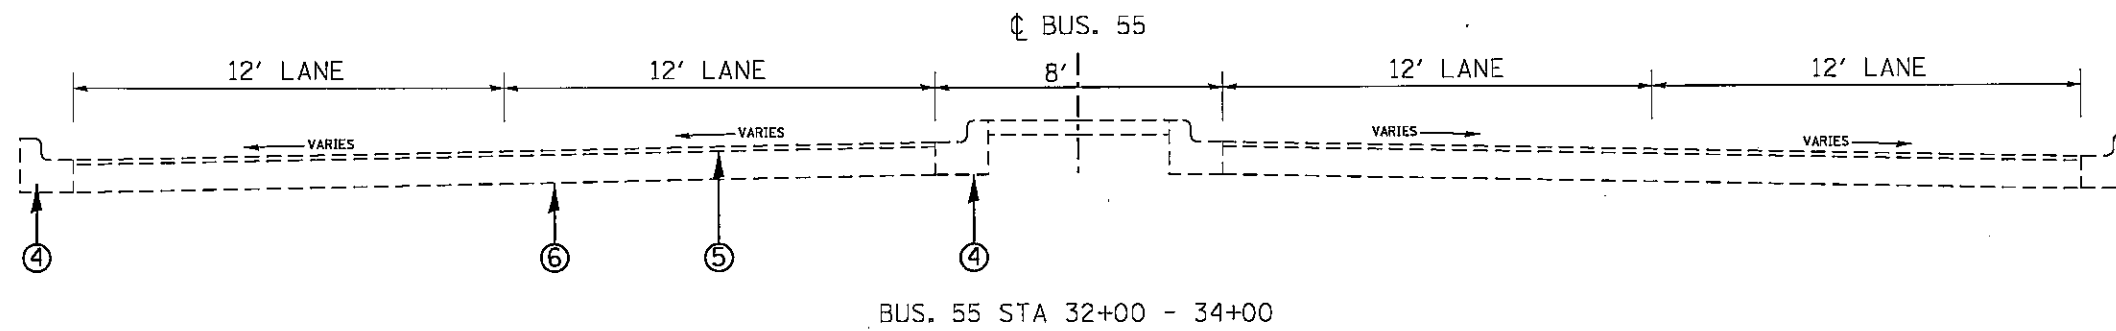 ℄ BUS. 55
12' LANE 12' LANE 8' 12' LANE 12' LANE
VARIES VARIES VARIES VARIES
4 6 5 4
BUS. 55 STA 32+00 - 34+00